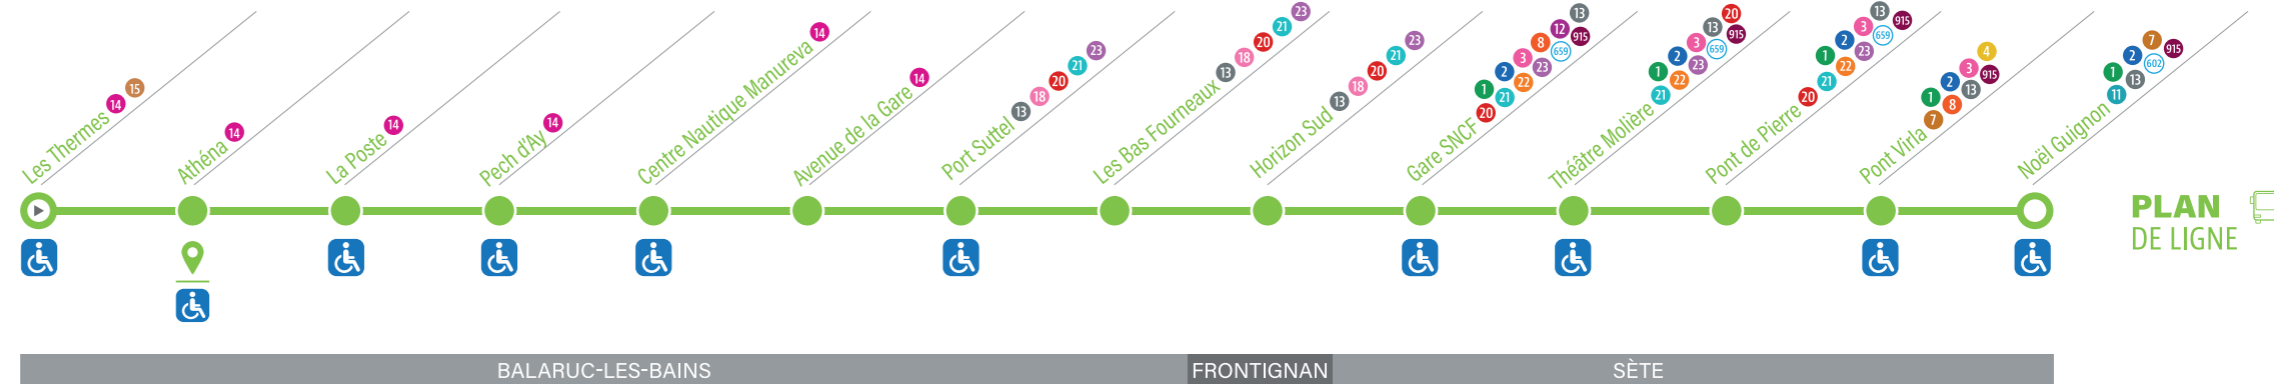 Les Thermes 14 15
Athéna 14
La Poste 14
Pech d'Ay 14
Centre Nautique Manureva 14
Avenue de la Gare 14
Port Suttel 13 18 20 21 23
Les Bas Fourneaux 13 18 20 21 23
Horizon Sud 13 18 20 21 23
Gare SNCF 1 2 3 8 12 13
20 21 22 23 659 915
Théâtre Molière 1 2 3 13 20
21 22 23 659 915
Pont de Pierre 1 2 3 13
20 21 22 23 659 915
Pont Virla 1 2 3 4
7 8 13 915
Noël Guignon 1 2 7
11 13 602 915
PLAN
DE LIGNE
BALARUC-LES-BAINS
FRONTIGNAN
SÈTE